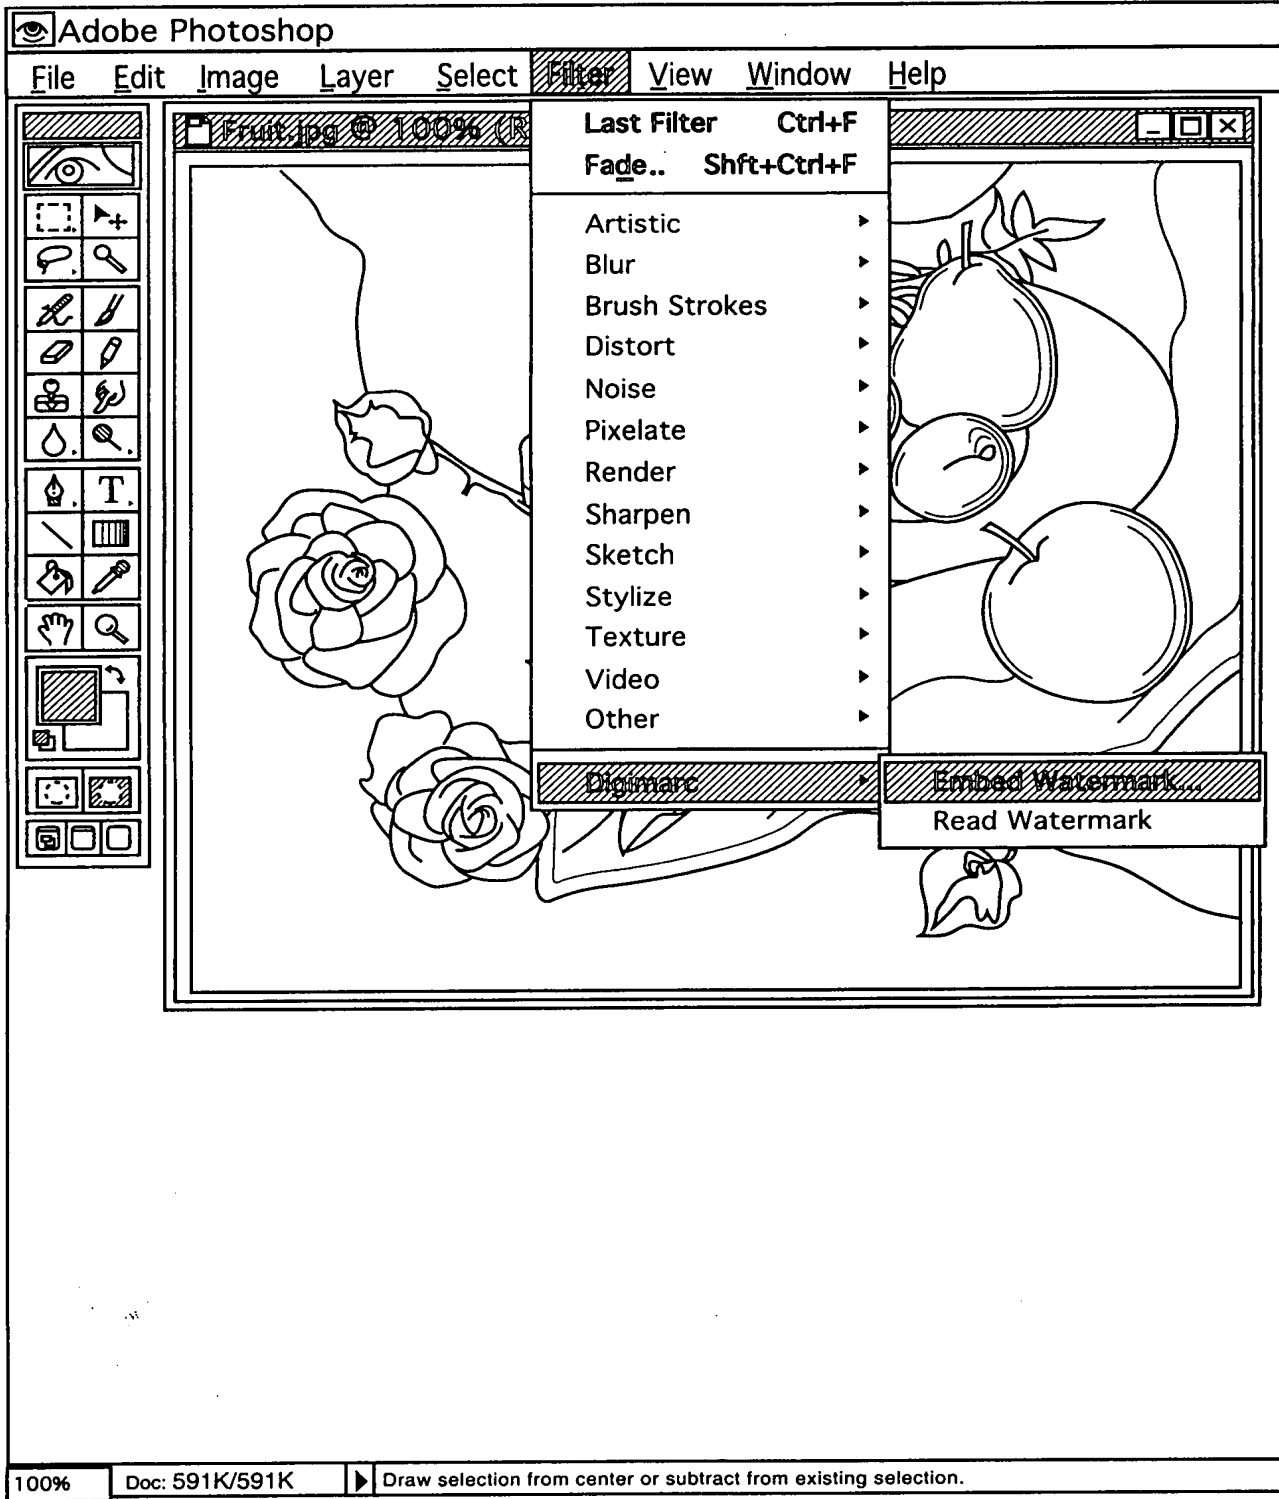 Adobe Photoshop
File Edit Image Layer Select Filter View Window Help
Fruit.jpg @ 100% (R
Last Filter Ctrl+F
Fade.. Shft+Ctrl+F
Artistic
Blur
Brush Strokes
Distort
Noise
Pixelate
Render
Sharpen
Sketch
Stylize
Texture
Video
Other
Digimarc
Embed Watermark...
Read Watermark
T
100% Doc: 591K/591K Draw selection from center or subtract from existing selection.